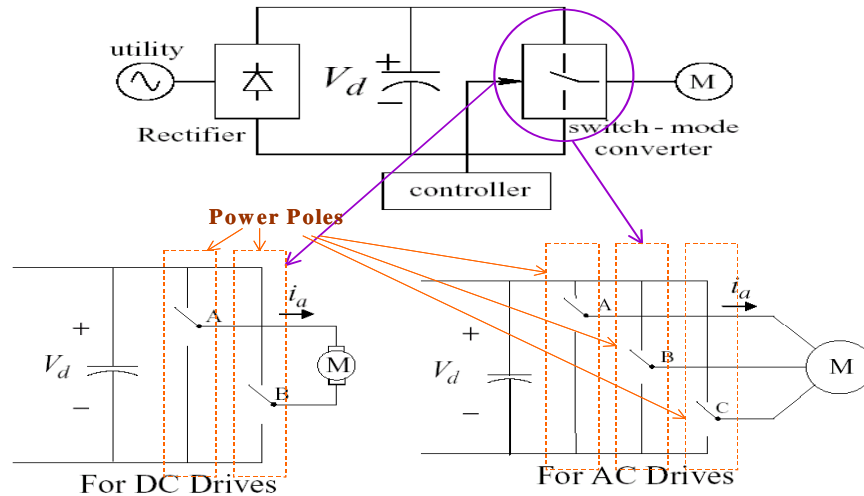 utility
V_d
+
−
M
Rectifier
switch - mode
converter
controller
Power Poles
i_a
A
+
V_d
−
M
B
For DC Drives
i_a
A
+
V_d
−
B
M
C
For AC Drives